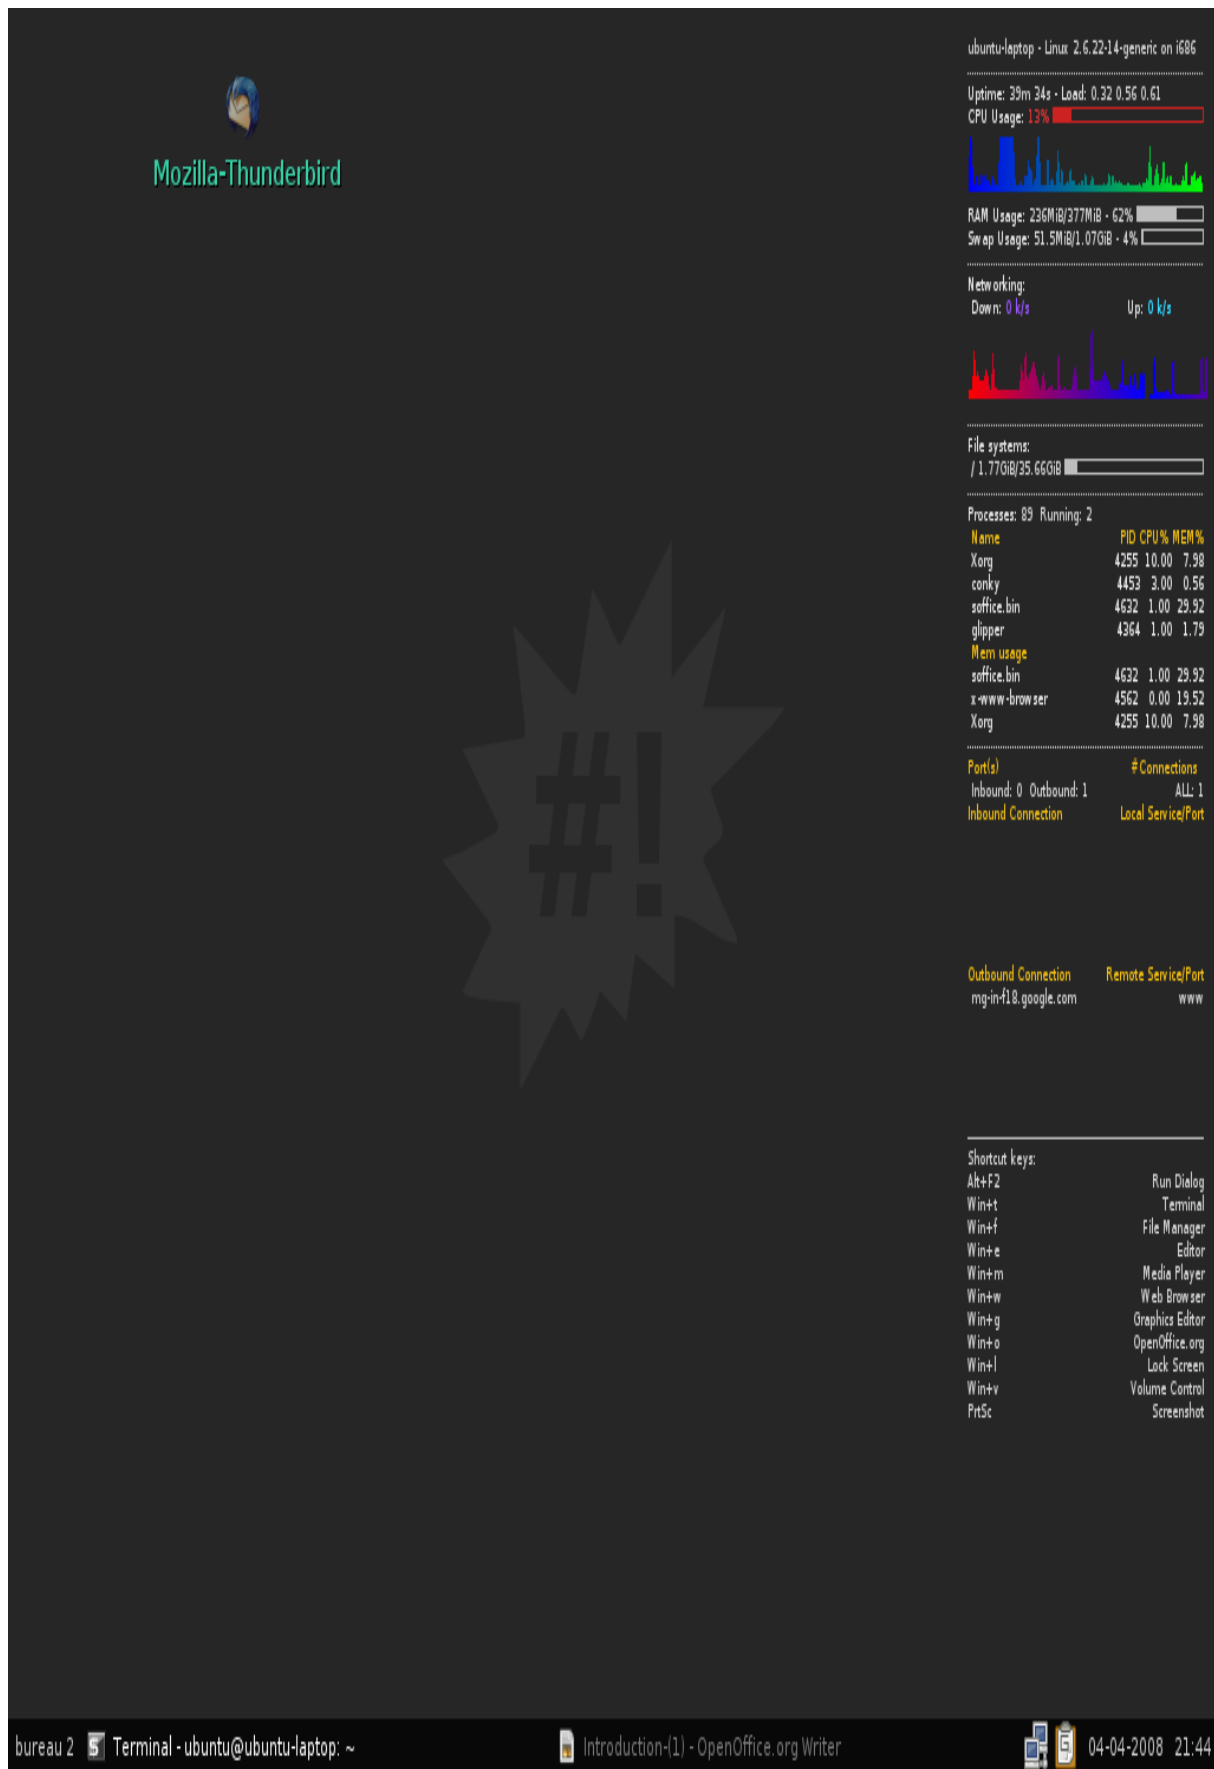 ubuntu-laptop - Linux 2.6.22-14-generic on i686
Uptime: 39m 34s - Load: 0.32 0.56 0.61
CPU Usage: 13%
Mozilla-Thunderbird
RAM Usage: 236MiB/377MiB - 62%
Swap Usage: 51.5MiB/1.07GiB - 4%
Networking:
Down: 0 k/s Up: 0 k/s
File systems:
/ 1.77GiB/35.66GiB
Processes: 89 Running: 2
Name PID CPU% MEM%
Xorg 4255 10.00 7.98
conky 4453 3.00 0.56
soffice.bin 4632 1.00 29.92
glipper 4364 1.00 1.79
Mem usage
soffice.bin 4632 1.00 29.92
x-www-browser 4562 0.00 19.52
Xorg 4255 10.00 7.98
Port(s) #Connections
Inbound: 0 Outbound: 1 ALL: 1
Inbound Connection Local Service/Port
#!
Outbound Connection Remote Service/Port
mg-in-f18.google.com www
Shortcut keys:
Alt+F2 Run Dialog
Win+t Terminal
Win+f File Manager
Win+e Editor
Win+m Media Player
Win+w Web Browser
Win+g Graphics Editor
Win+o OpenOffice.org
Win+l Lock Screen
Win+v Volume Control
PrtSc Screenshot
bureau 2 Terminal - ubuntu@ubuntu-laptop: ~ Introduction-(1) - OpenOffice.org Writer 04-04-2008 21:44